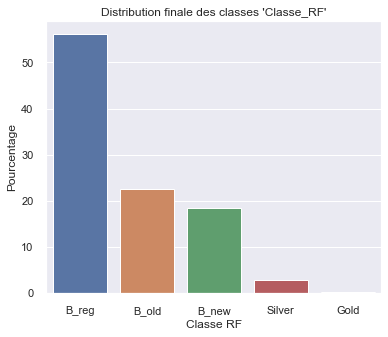 Distribution finale des classes 'Classe_RF'
Pourcentage
50
40
30
20
10
0
B_reg B_old B_new Silver Gold
Classe RF